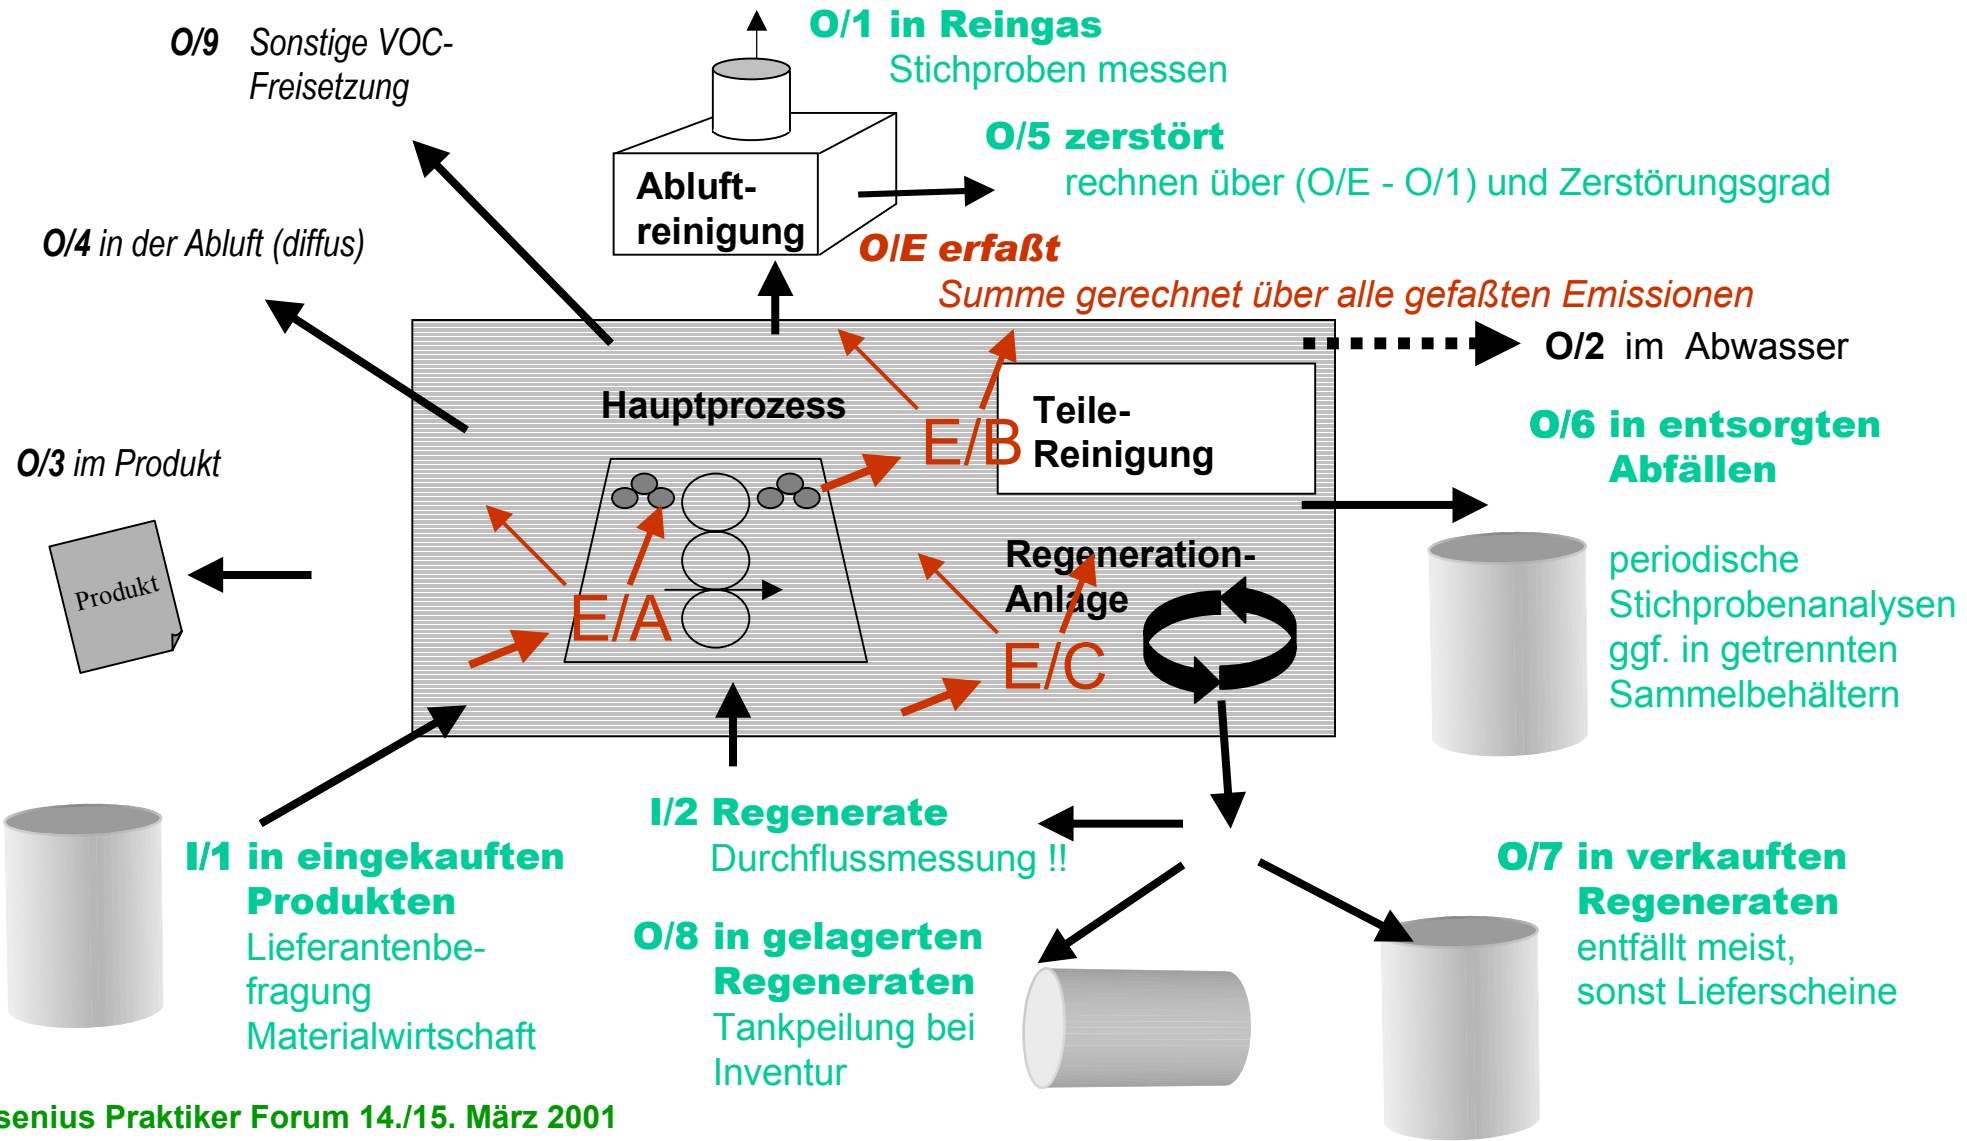 O/1 in Reingas
Stichproben messen
O/9 Sonstige VOC-
Freisetzung
O/5 zerstört
rechnen über (O/E - O/1) und Zerstörungsgrad
Abluft-
reinigung
O/4 in der Abluft (diffus)
O/E erfaßt
Summe gerechnet über alle gefaßten Emissionen
O/2 im Abwasser
Hauptprozess
Teile-
Reinigung
E/B
O/6 in entsorgten
Abfällen
periodische
Stichprobenanalysen
ggf. in getrennten
Sammelbehältern
O/3 im Produkt
Produkt
E/A
Regeneration-
Anlage
E/C
I/1 in eingekauften
Produkten
Lieferantenbe-
fragung
Materialwirtschaft
I/2 Regenerate
Durchflussmessung !!
O/8 in gelagerten
Regeneraten
Tankpeilung bei
Inventur
O/7 in verkauften
Regeneraten
entfällt meist,
sonst Lieferscheine
senius Praktiker Forum 14./15. März 2001